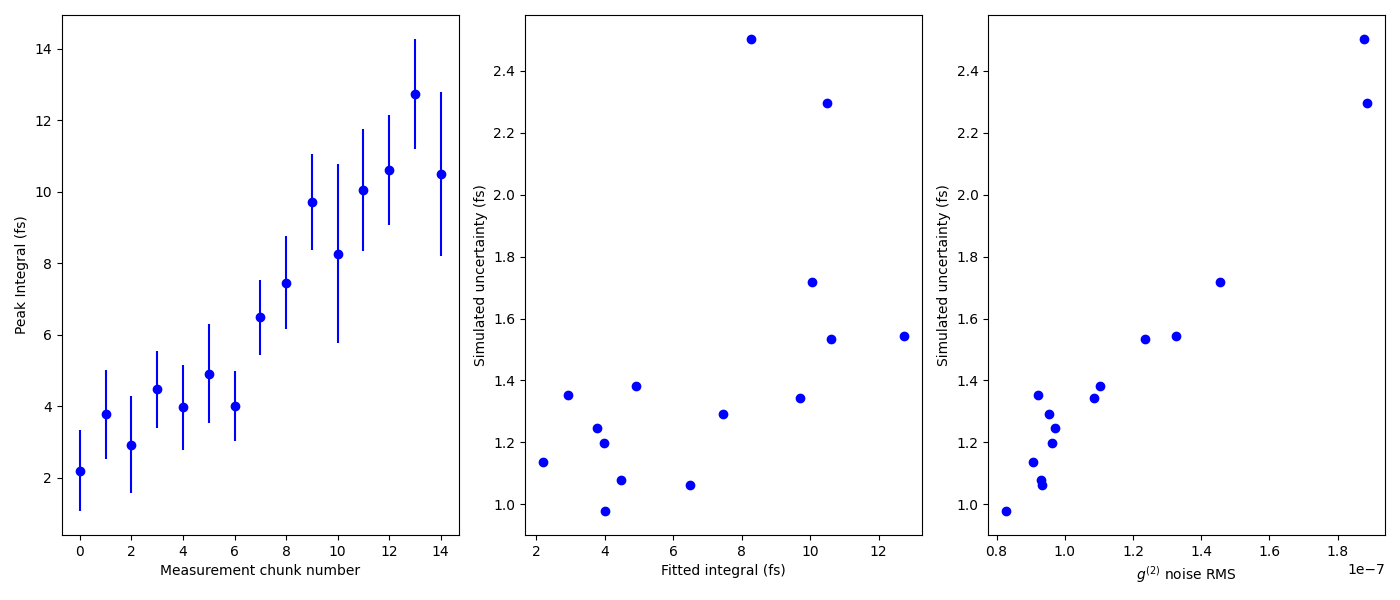 Peak Integral (fs)
14
12
10
8
6
4
2
0 2 4 6 8 10 12 14
Measurement chunk number
Simulated uncertainty (fs)
2.4
2.2
2.0
1.8
1.6
1.4
1.2
1.0
2 4 6 8 10 12
Fitted integral (fs)
Simulated uncertainty (fs)
2.4
2.2
2.0
1.8
1.6
1.4
1.2
1.0
0.8 1.0 1.2 1.4 1.6 1.8
1e−7
g⁽²⁾ noise RMS